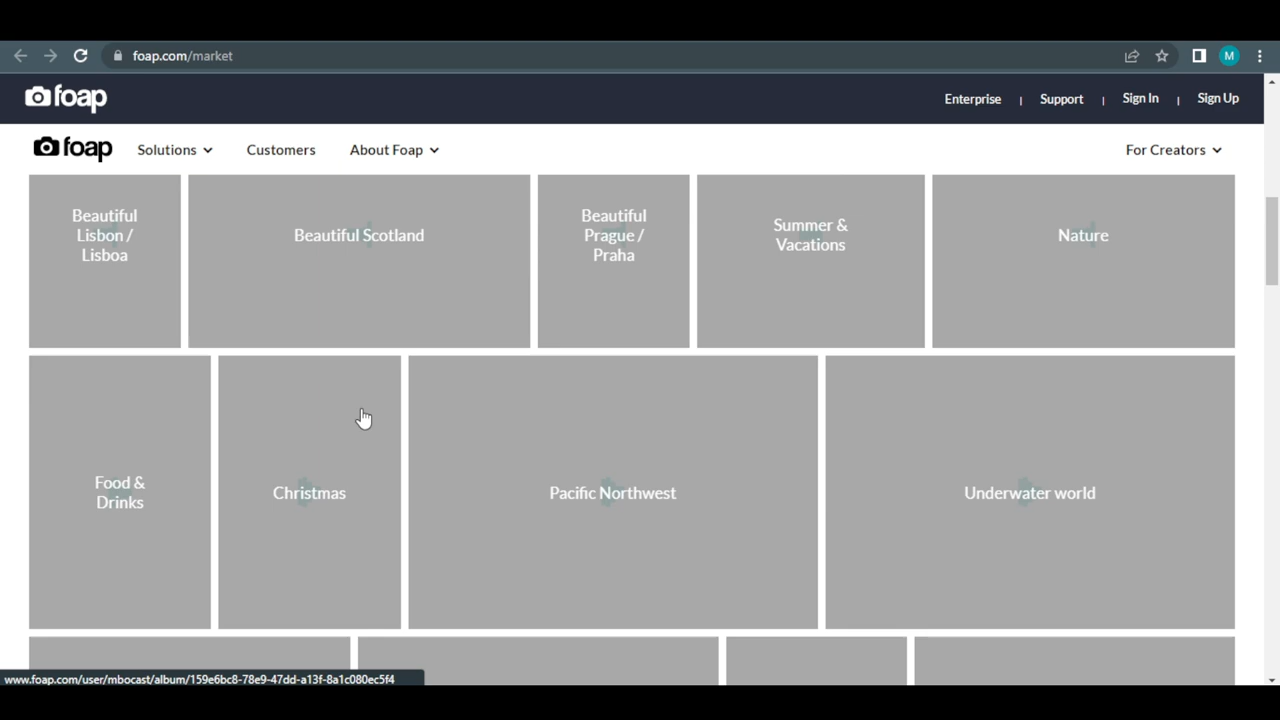 foap.com/market
M
foap
Enterprise | Support | Sign In | Sign Up
foap
Solutions
Customers
About Foap
For Creators
Beautiful
Lisbon /
Lisboa
Beautiful Scotland
Beautiful
Prague /
Praha
Summer &
Vacations
Nature
Food &
Drinks
Christmas
Pacific Northwest
Underwater world
www.foap.com/user/mbocast/album/159e6bc8-78e9-47dd-a13f-8a1c080ec5f4